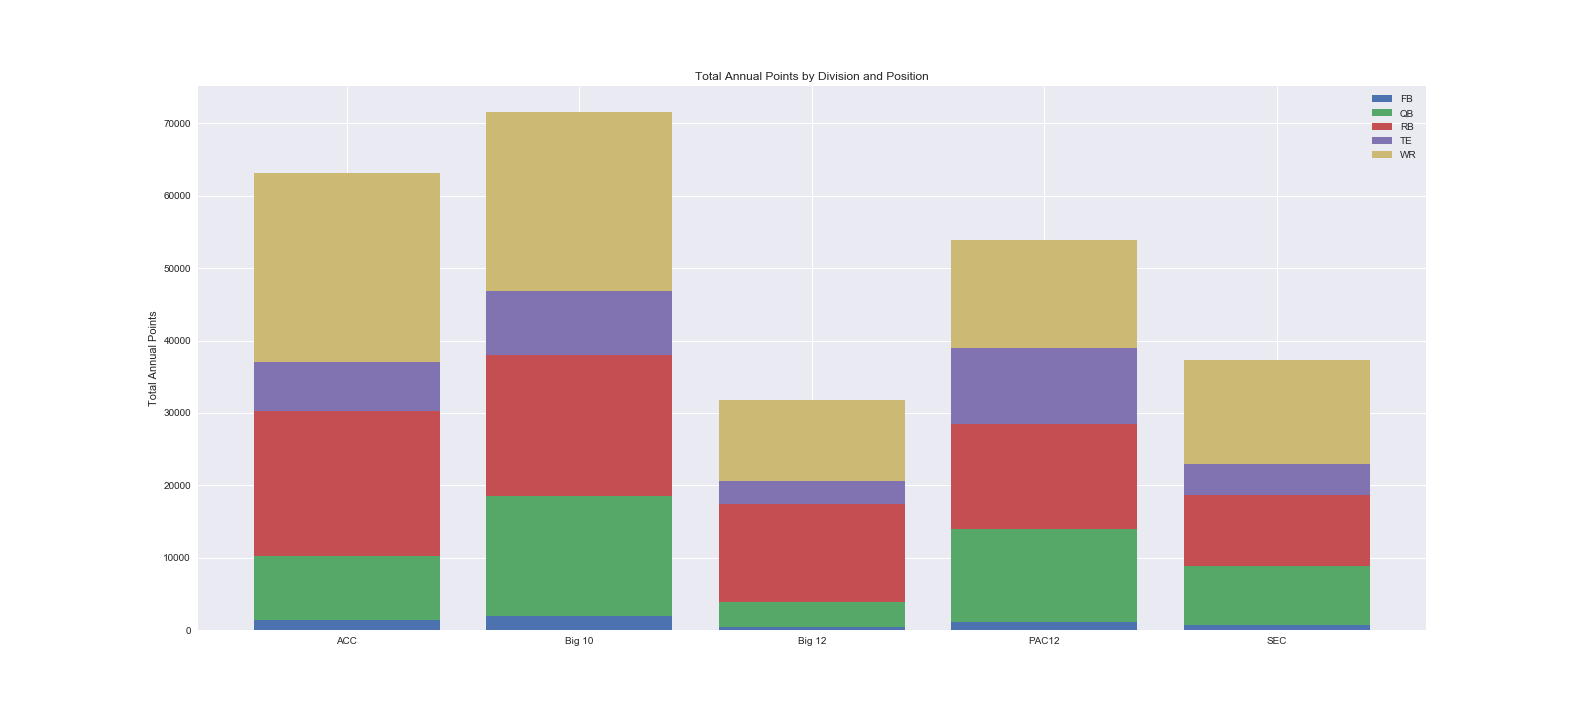 Total Annual Points by Division and Position
FB
QB
RB
TE
WR
70000
60000
50000
40000
30000
20000
10000
0
Total Annual Points
ACC
Big 10
Big 12
PAC12
SEC